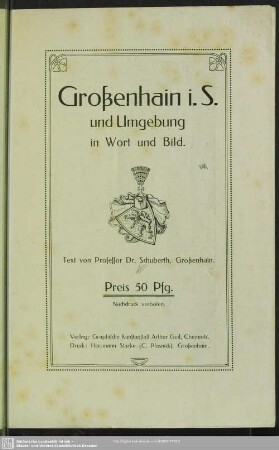 Großenhain i. S.
und Umgebung
in Wort und Bild.
Text von Professor Dr. Schuberth, Großenhain.
Preis 50 Pfg.
Nachdruck verboten.
Verlag: Graphische Kunstanstalt Arthur Chemnitz.
Druck: Hermann Starke (C. Plasnick), Großenhain.